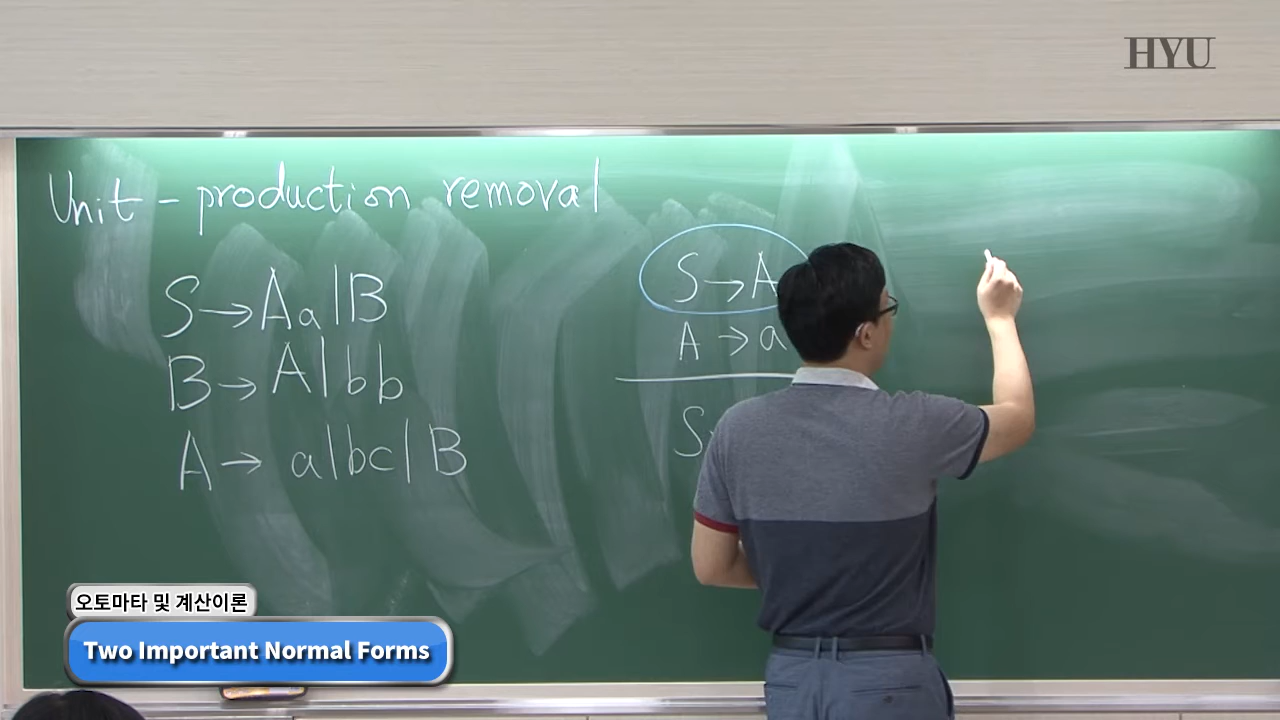 HYU
Unit - production removal
S→Aa|B
B→A|bb
A→a|bc|B
S→A
A→a
S
오토마타 및 계산이론
Two Important Normal Forms